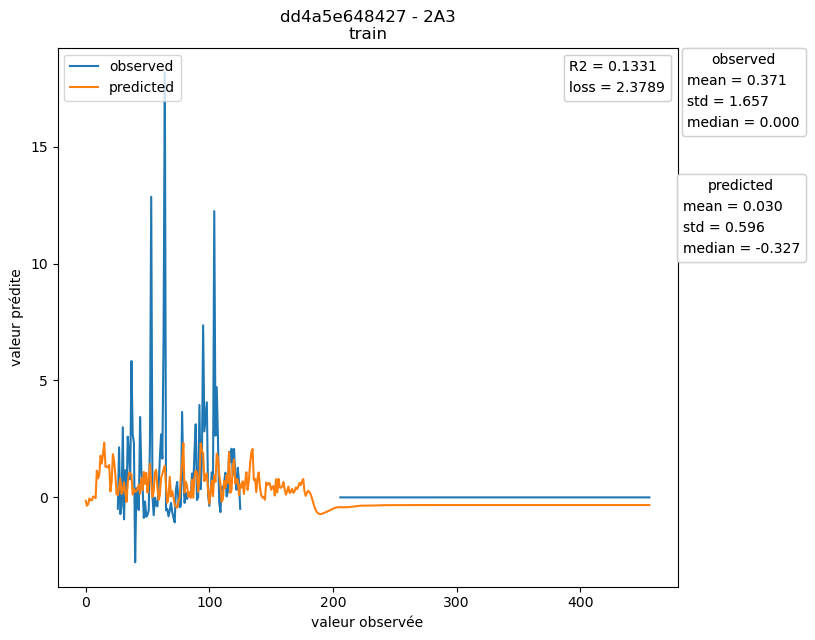 dd4a5e648427 - 2A3
train
observed
predicted
R2 = 0.1331
loss = 2.3789
observed
mean = 0.371
std = 1.657
median = 0.000
predicted
mean = 0.030
std = 0.596
median = -0.327
valeur prédite
15
10
5
0
0 100 200 300 400
valeur observée